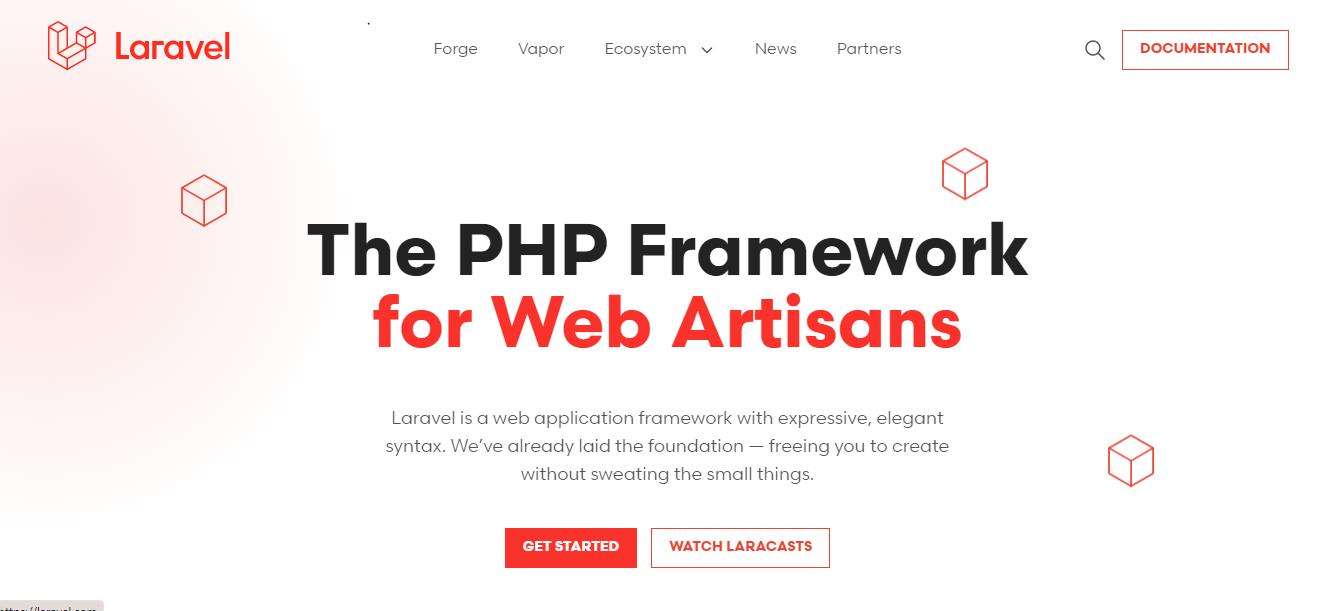 Laravel
Forge
Vapor
Ecosystem
News
Partners
DOCUMENTATION
The PHP Framework
for Web Artisans
Laravel is a web application framework with expressive, elegant
syntax. We’ve already laid the foundation — freeing you to create
without sweating the small things.
GET STARTED
WATCH LARACASTS